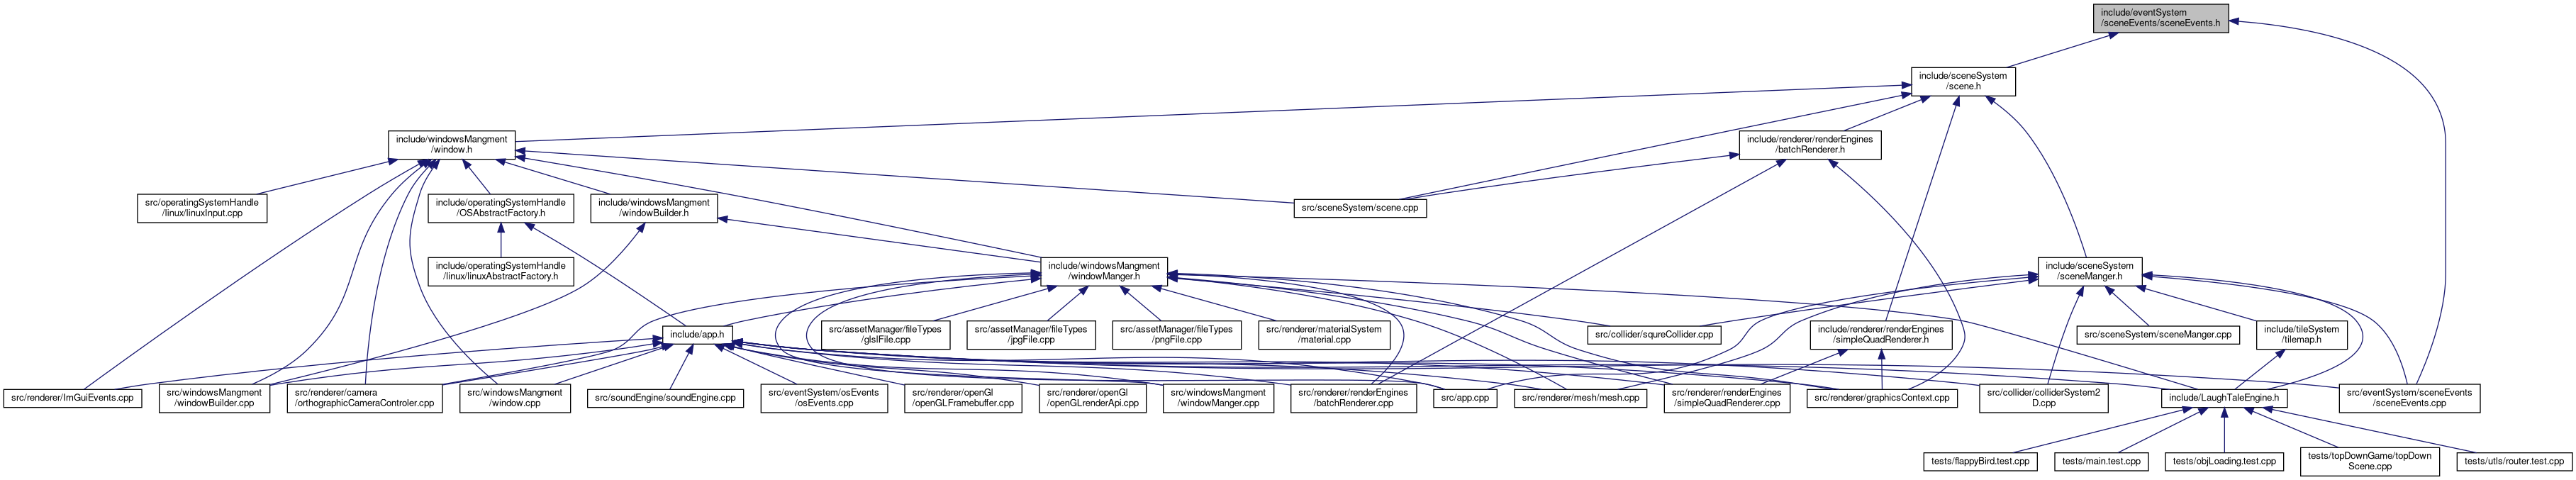 include/eventSystem
/sceneEvents/sceneEvents.h
include/sceneSystem
/scene.h
include/windowsMangment
/window.h
include/renderer/renderEngines
/batchRenderer.h
src/operatingSystemHandle
/linux/linuxInput.cpp
include/operatingSystemHandle
/OSAbstractFactory.h
include/windowsMangment
/windowBuilder.h
src/sceneSystem/scene.cpp
include/operatingSystemHandle
/linux/linuxAbstractFactory.h
include/windowsMangment
/windowManger.h
include/sceneSystem
/sceneManger.h
include/app.h
src/assetManager/fileTypes
/glslFile.cpp
src/assetManager/fileTypes
/jpgFile.cpp
src/assetManager/fileTypes
/pngFile.cpp
src/renderer/materialSystem
/material.cpp
src/collider/squreCollider.cpp
include/renderer/renderEngines
/simpleQuadRenderer.h
src/sceneSystem/sceneManger.cpp
include/tileSystem
/tilemap.h
src/renderer/ImGuiEvents.cpp
src/windowsMangment
/windowBuilder.cpp
src/renderer/camera
/orthographicCameraControler.cpp
src/windowsMangment
/window.cpp
src/soundEngine/soundEngine.cpp
src/eventSystem/osEvents
/osEvents.cpp
src/renderer/openGl
/openGLFramebuffer.cpp
src/renderer/openGl
/openGLrenderApi.cpp
src/windowsMangment
/windowManger.cpp
src/renderer/renderEngines
/batchRenderer.cpp
src/app.cpp
src/renderer/mesh/mesh.cpp
src/renderer/renderEngines
/simpleQuadRenderer.cpp
src/renderer/graphicsContext.cpp
src/collider/colliderSystem2
D.cpp
include/LaughTaleEngine.h
src/eventSystem/sceneEvents
/sceneEvents.cpp
tests/flappyBird.test.cpp
tests/main.test.cpp
tests/objLoading.test.cpp
tests/topDownGame/topDown
Scene.cpp
tests/utls/router.test.cpp